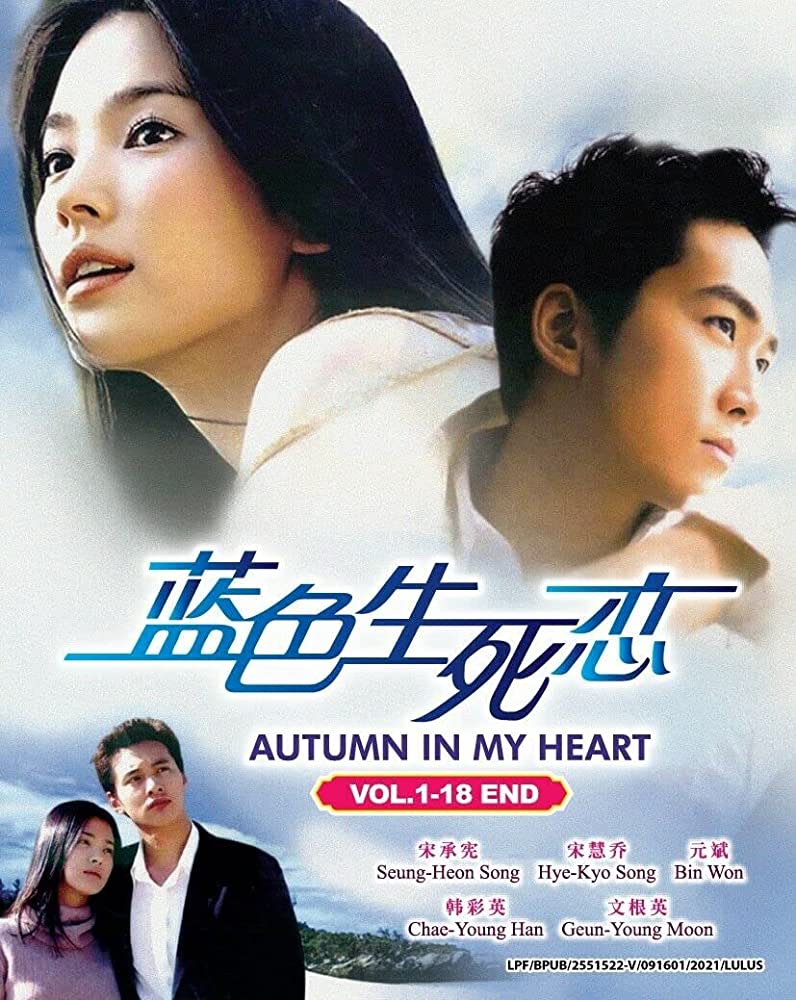 蓝色生死恋
AUTUMN IN MY HEART
VOL.1-18 END
宋承宪 宋慧乔 元斌
Seung-Heon Song Hye-Kyo Song Bin Won
韩彩英 文根英
Chae-Young Han Geun-Young Moon
LPF/BPUB/2551522-V/091601/2021/LULUS